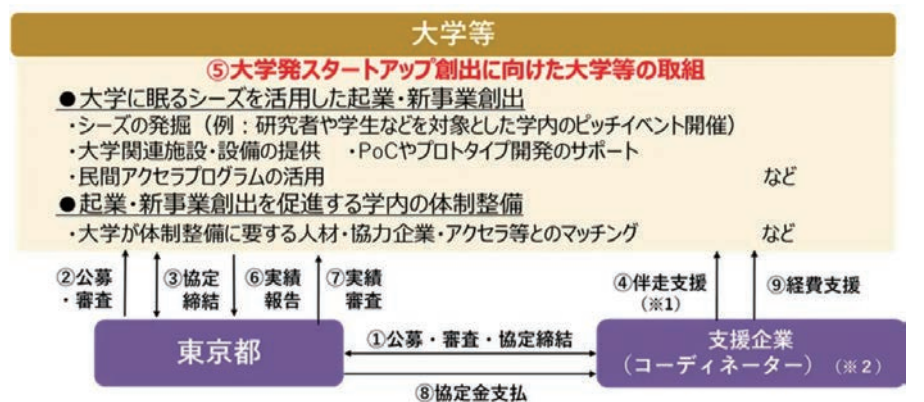 大学等
⑤大学発スタートアップ創出に向けた大学等の取組
●大学に眠るシーズを活用した起業・新事業創出
・シーズの発掘（例：研究者や学生などを対象とした学内のピッチイベント開催）
・大学関連施設・設備の提供　・PoCやプロトタイプ開発のサポート
・民間アクセラプログラムの活用　など
●起業・新事業創出を促進する学内の体制整備
・大学が体制整備に要する人材・協力企業・アクセラ等とのマッチング　など
②公募
・審査
③協定
締結
⑥実績
報告
⑦実績
審査
④伴走支援
（※1）
⑨経費支援
東京都
①公募・審査・協定締結
⑧協定金支払
支援企業
（コーディネーター）（※２）